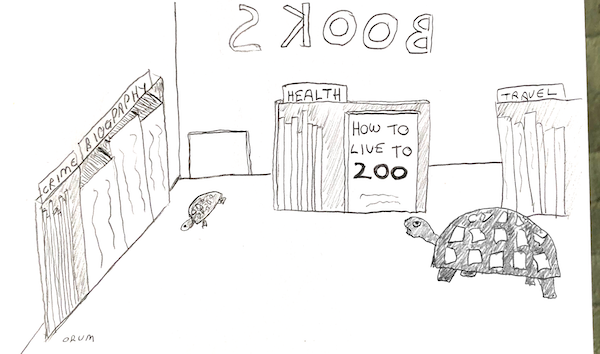 BOOKS
HEALTH
TRAVEL
CRIME
BIOGRAPHY
HOW TO
LIVE TO
200
ORUM